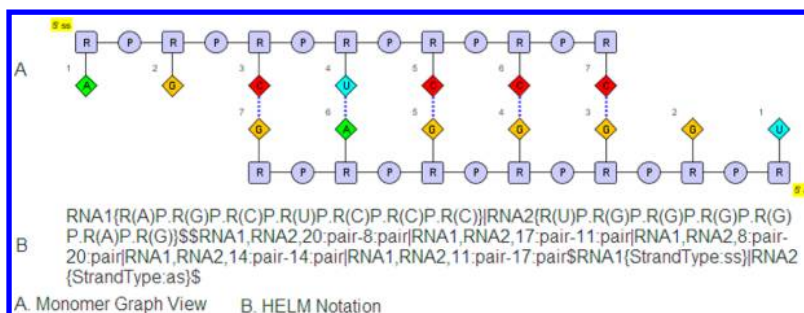 5' ss
R P R P R P R P R P R P R
A
1 2 3 4 5 6 7
A G C U C C C
7 6 5 4 3 2 1
G A G G G G U
R P R P R P R P R P R P R
5'
RNA1{R(A)P.R(G)P.R(C)P.R(U)P.R(C)P.R(C)P.R(C)}|RNA2{R(U)P.R(G)P.R(G)P.R(G)P.R(G)
B
P.R(A)P.R(G)}$$RNA1,RNA2,20:pair-8:pair|RNA1,RNA2,17:pair-11:pair|RNA1,RNA2,8:pair-
20:pair|RNA1,RNA2,14:pair-14:pair|RNA1,RNA2,11:pair-17:pair$RNA1{StrandType:ss}|RNA2
{StrandType:as}$
A. Monomer Graph View B. HELM Notation